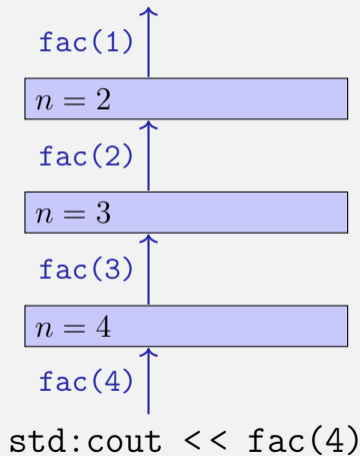 fac(1)
n = 2
fac(2)
n = 3
fac(3)
n = 4
fac(4)
std:cout << fac(4)